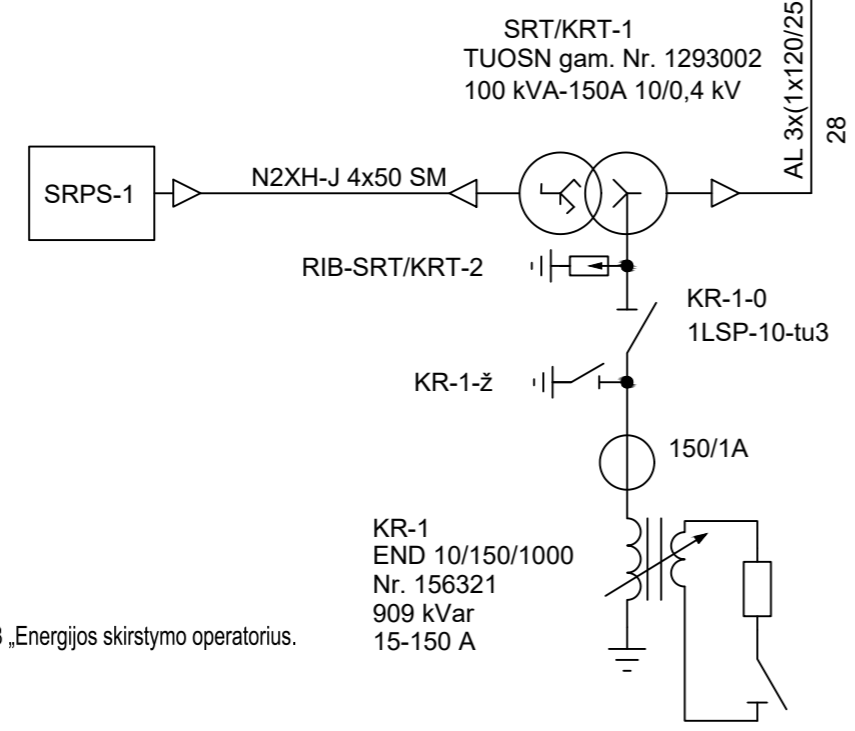 SRT/KRT-1
TUOSN gam. Nr. 1293002
100 kVA-150A 10/0,4 kV
AL 3x(1x120/25
28
SRPS-1
N2XH-J 4x50 SM
RIB-SRT/KRT-2
KR-1-0
1LSP-10-tu3
KR-1-ž
150/1A
KR-1
END 10/150/1000
Nr. 156321
909 kVar
15-150 A
„Energijos skirstymo operatorius.